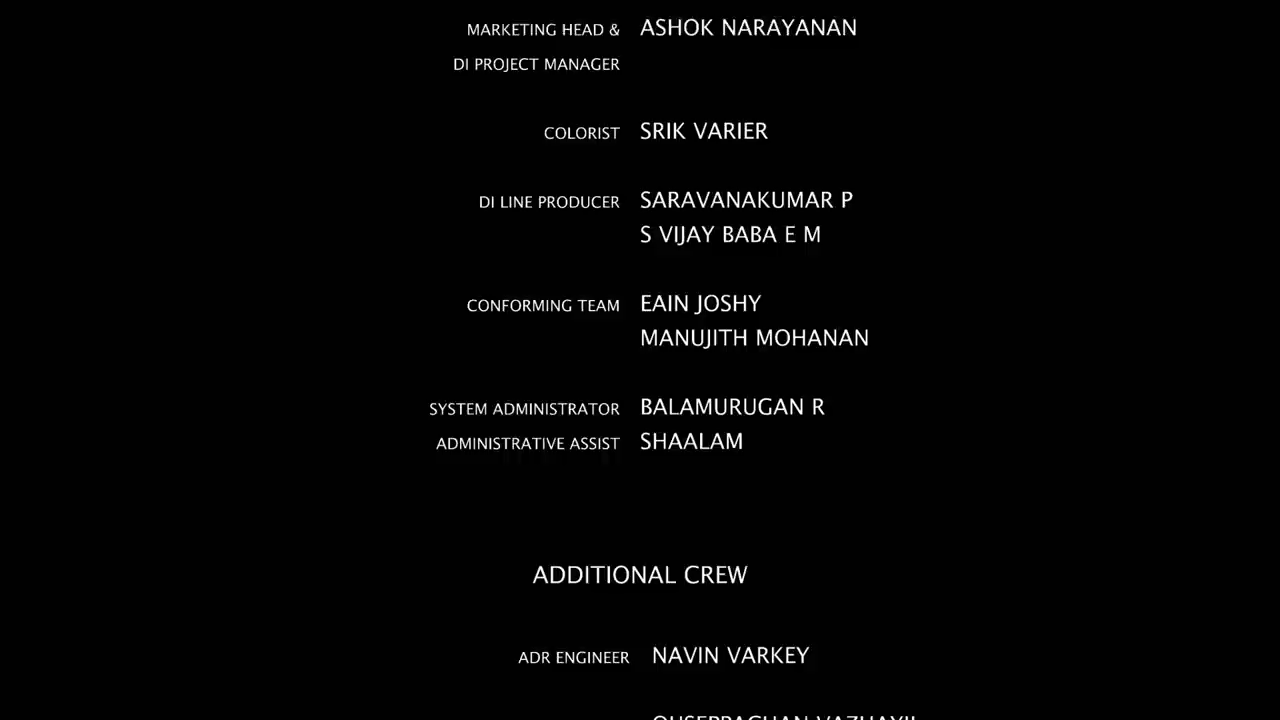 MARKETING HEAD & ASHOK NARAYANAN
DI PROJECT MANAGER
COLORIST SRIK VARIER
DI LINE PRODUCER SARAVANAKUMAR P
S VIJAY BABA E M
CONFORMING TEAM EAIN JOSHY
MANUJITH MOHANAN
SYSTEM ADMINISTRATOR BALAMURUGAN R
ADMINISTRATIVE ASSIST SHAALAM
ADDITIONAL CREW
ADR ENGINEER NAVIN VARKEY